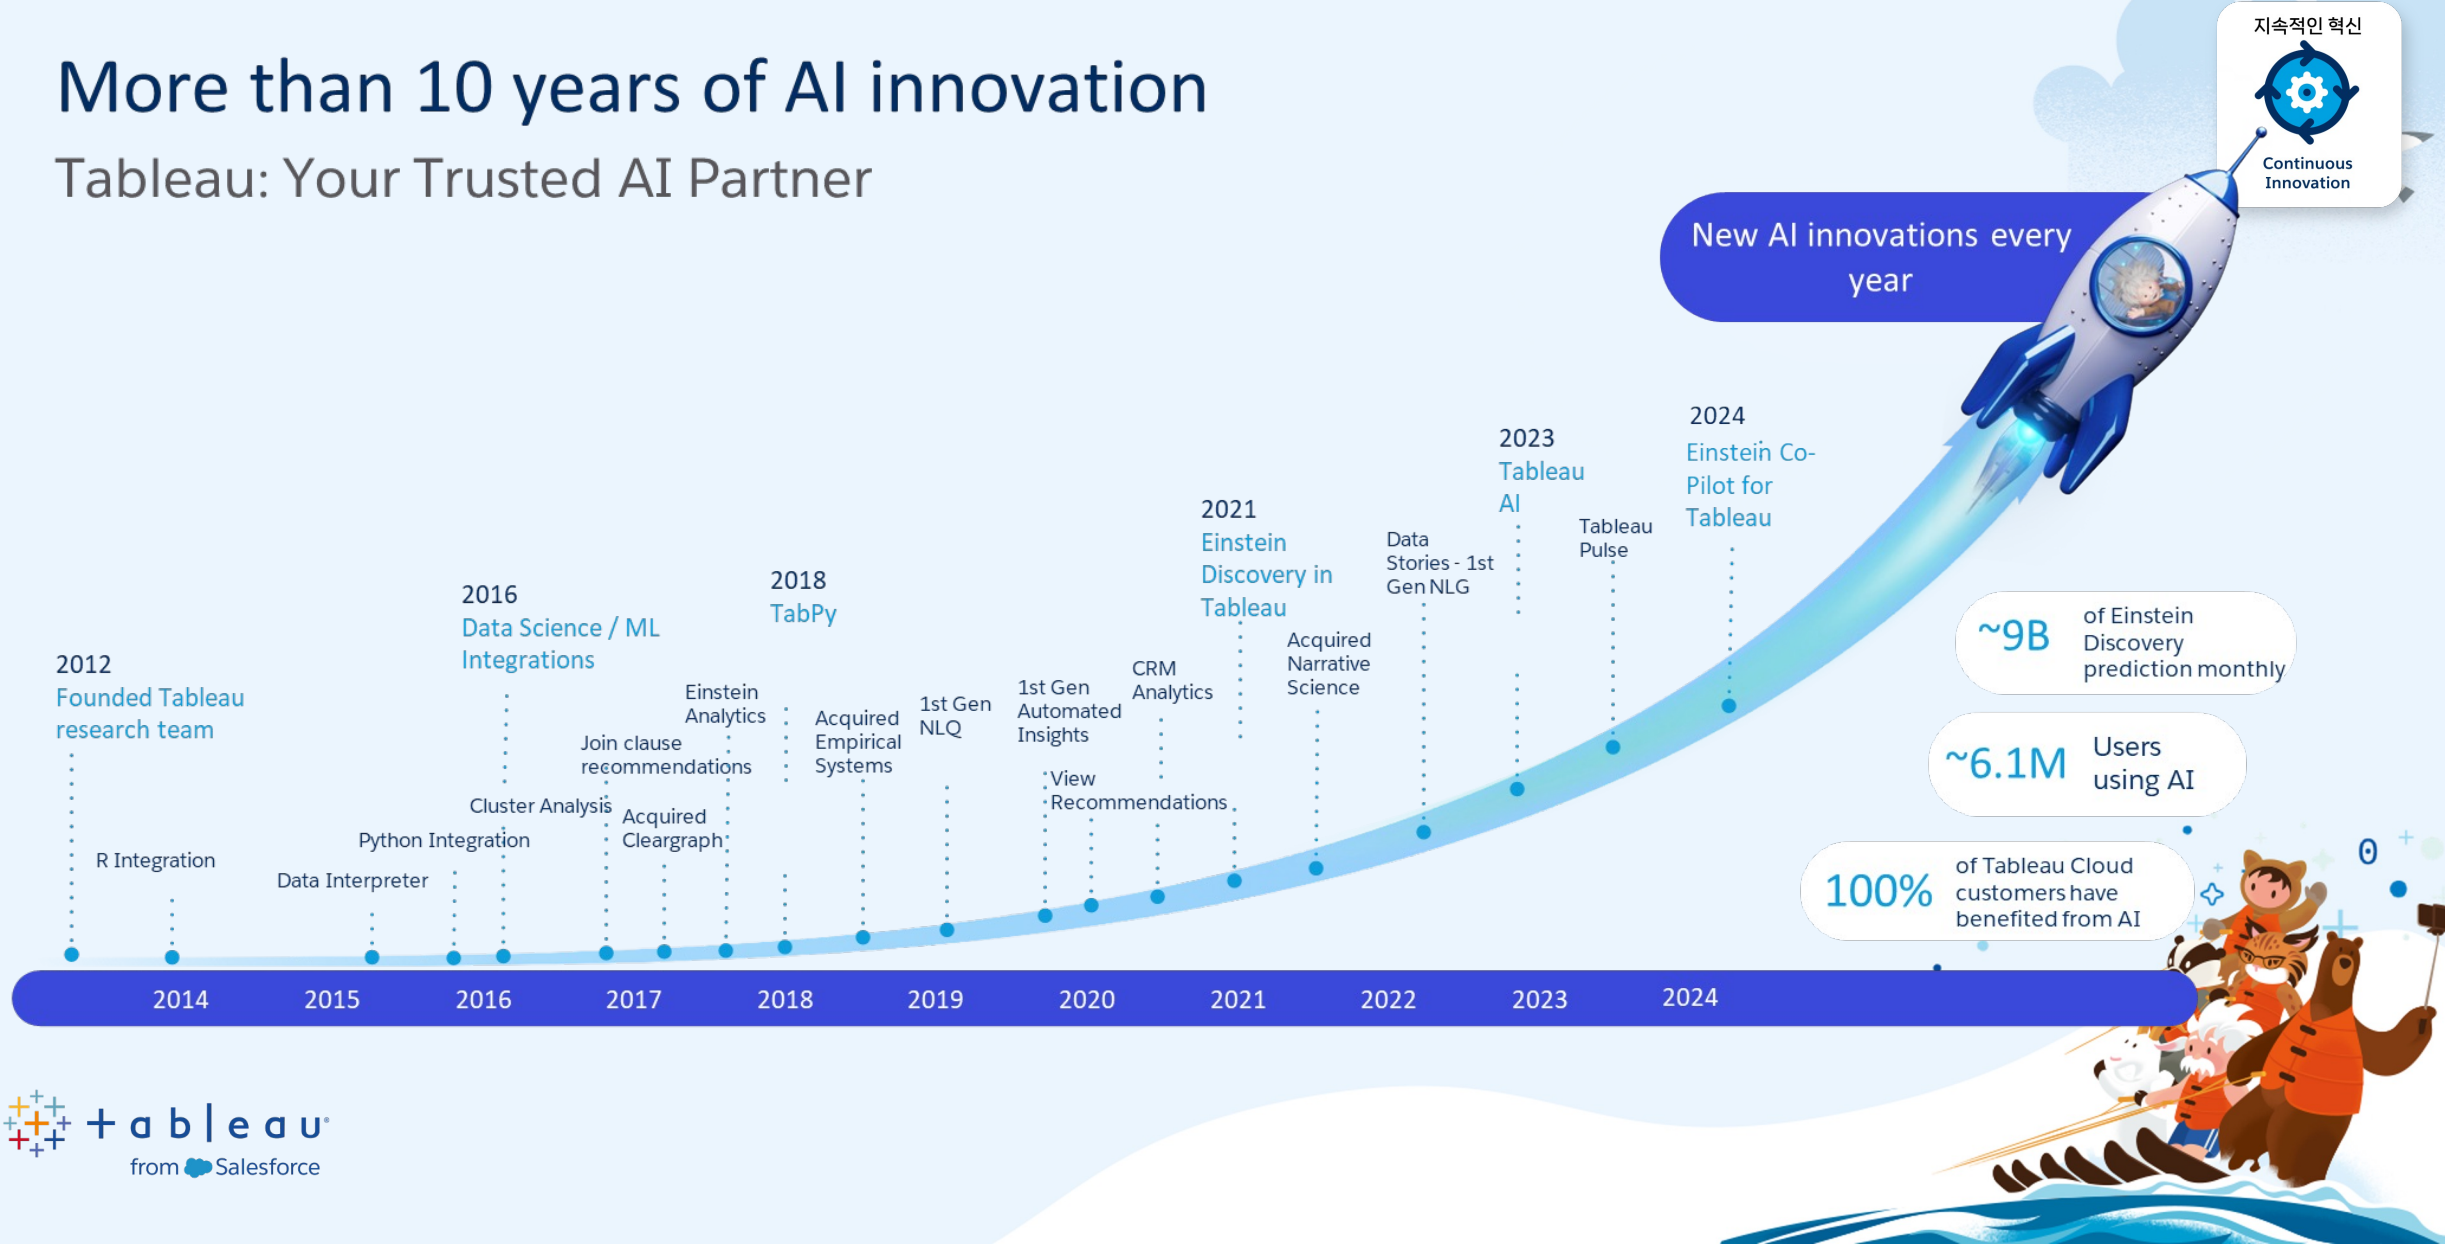 지속적인 혁신
Continuous
Innovation
More than 10 years of AI innovation
Tableau: Your Trusted AI Partner
New AI innovations every
year
2012
Founded Tableau
research team
R Integration
Data Interpreter
Python Integration
2016
Data Science / ML
Integrations
Cluster Analysis
Join clause
recommendations
Acquired
Cleargraph
Einstein
Analytics
2018
TabPy
Acquired
Empirical
Systems
1st Gen
NLQ
1st Gen
Automated
Insights
View
Recommendations
CRM
Analytics
2021
Einstein
Discovery in
Tableau
Acquired
Narrative
Science
Data
Stories - 1st
Gen NLG
2023
Tableau
AI
Tableau
Pulse
2024
Einstein Co-
Pilot for
Tableau
~9B
of Einstein
Discovery
prediction monthly
~6.1M
Users
using AI
100%
of Tableau Cloud
customers have
benefited from AI
0
2014 2015 2016 2017 2018 2019 2020 2021 2022 2023 2024
+ableau
from Salesforce